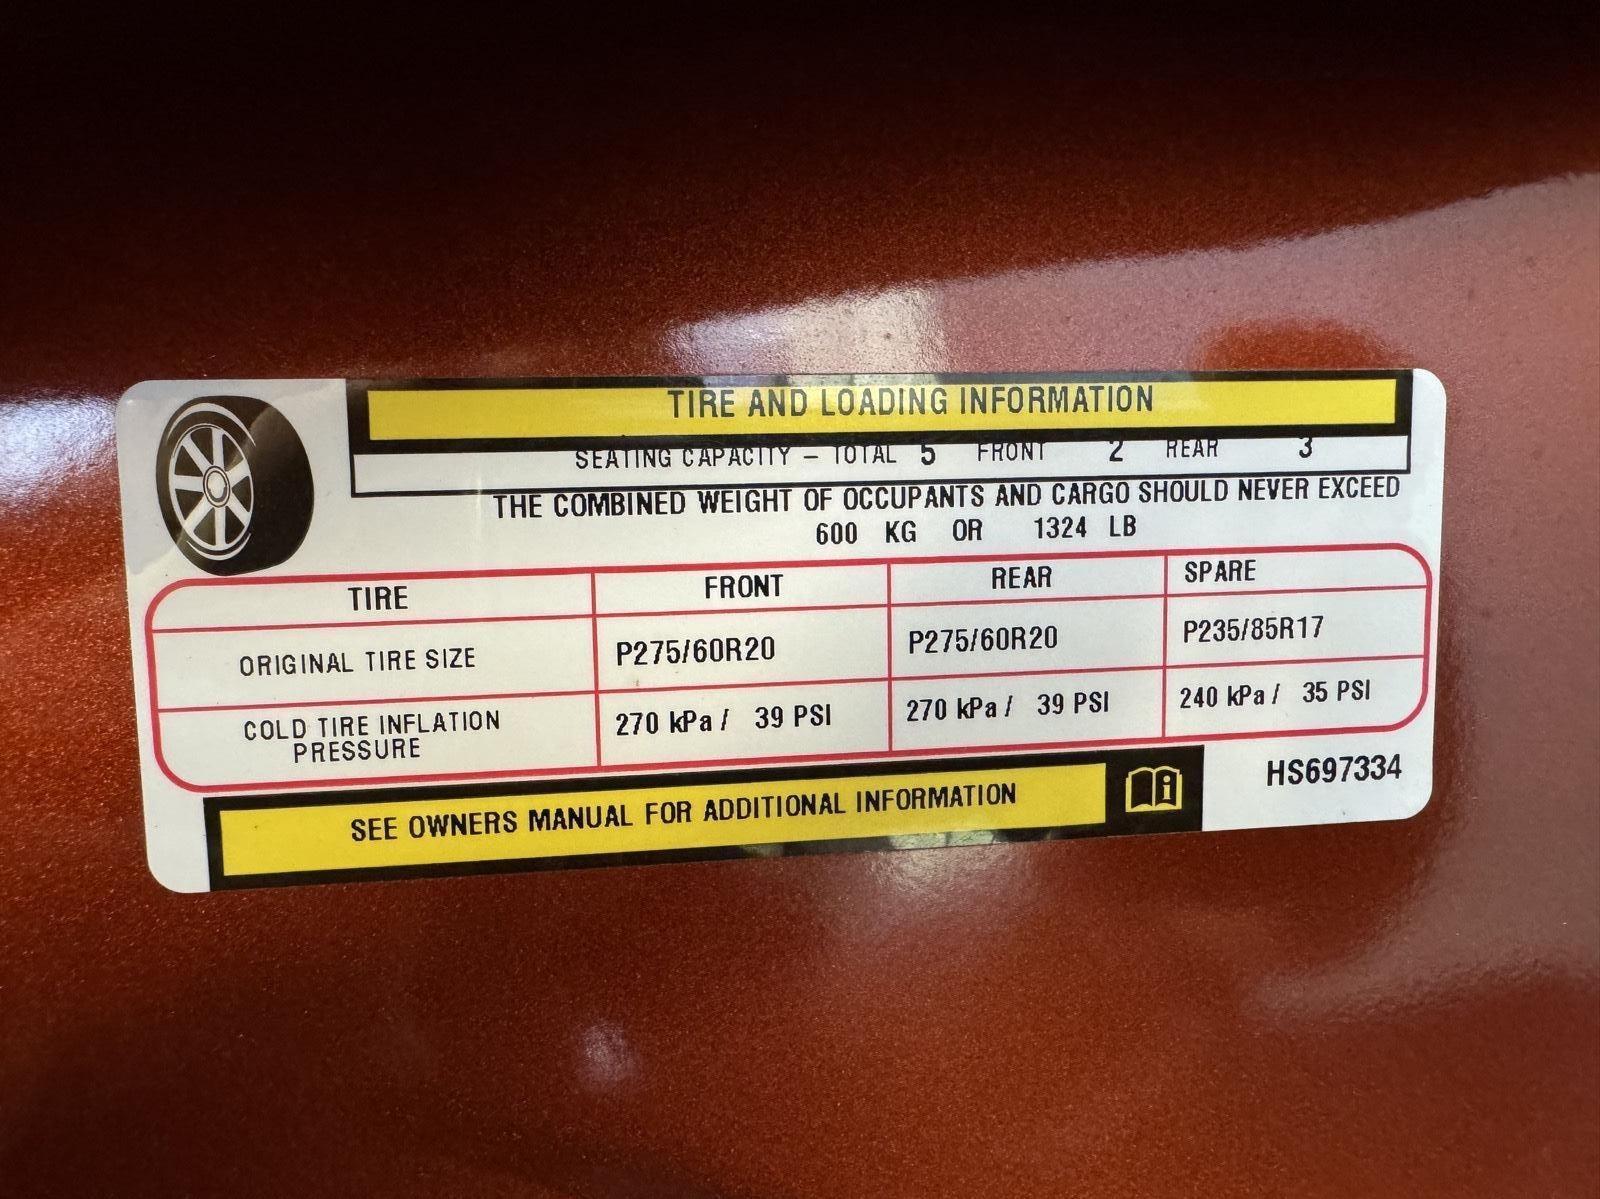 TIRE AND LOADING INFORMATION
SEATING CAPACITY – TOTAL 5 FRONT 2 REAR 3
THE COMBINED WEIGHT OF OCCUPANTS AND CARGO SHOULD NEVER EXCEED
600 KG OR 1324 LB
TIRE FRONT REAR SPARE
ORIGINAL TIRE SIZE P275/60R20 P275/60R20 P235/85R17
COLD TIRE INFLATION PRESSURE 270 kPa / 39 PSI 270 kPa / 39 PSI 240 kPa / 35 PSI
SEE OWNERS MANUAL FOR ADDITIONAL INFORMATION
HS697334